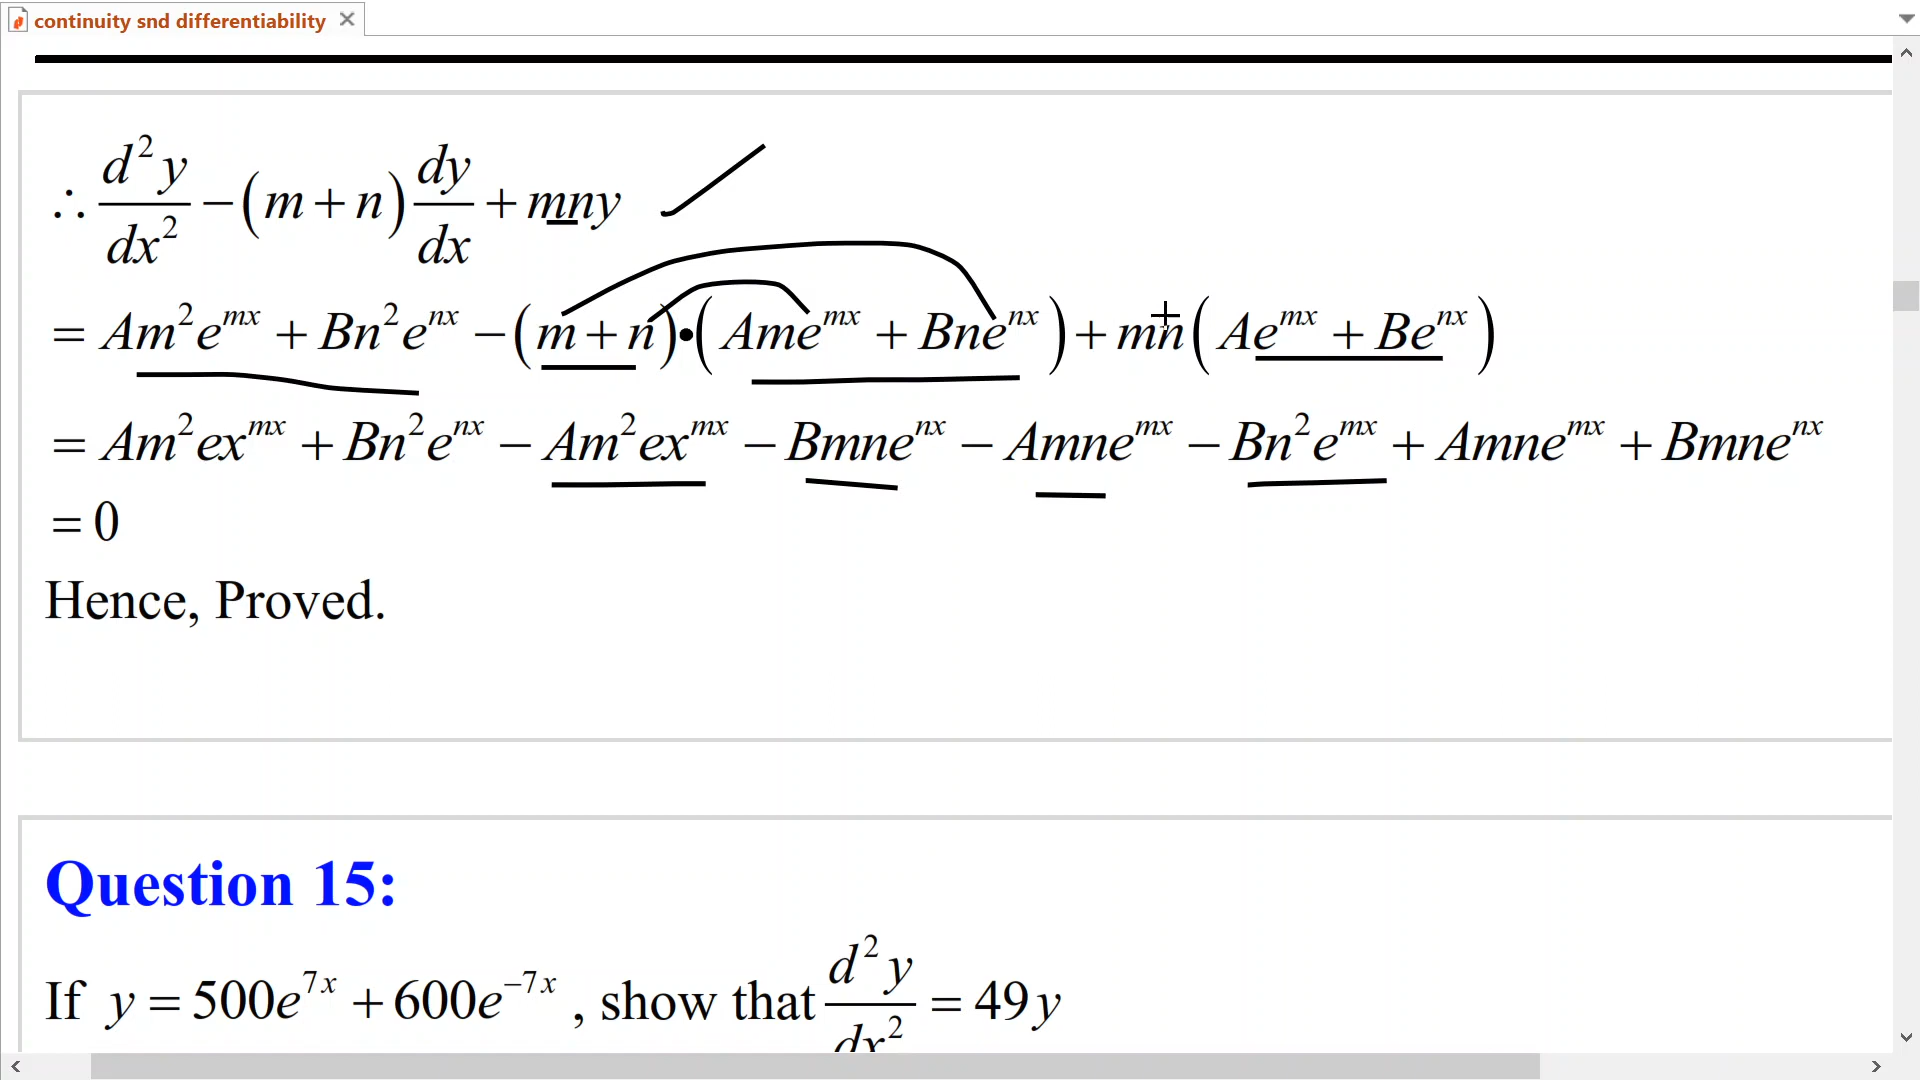 continuity snd differentiability
∴ d²y/dx² − (m + n) dy/dx + mny
= Am²e^{mx} + Bn²e^{nx} − (m + n)•(Ame^{mx} + Bne^{nx}) + mn(Ae^{mx} + Be^{nx})
= Am²ex^{mx} + Bn²e^{nx} − Am²ex^{mx} − Bmne^{nx} − Amne^{mx} − Bn²e^{mx} + Amne^{mx} + Bmne^{nx}
= 0
Hence, Proved.
Question 15:
If y = 500e^{7x} + 600e^{−7x} , show that d²y/dx² = 49y